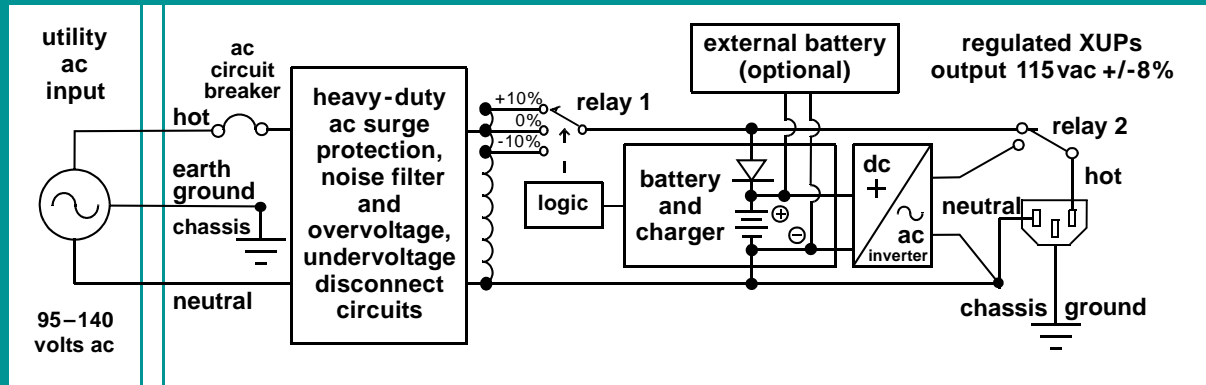 utility
ac
input
95–140
volts ac
ac
circuit
breaker
hot
earth
ground
chassis
neutral
heavy-duty
ac surge
protection,
noise filter
and
overvoltage,
undervoltage
disconnect
circuits
+10%
0%
-10%
relay 1
logic
external battery
(optional)
battery
and
charger
+
−
dc
+
ac
inverter
regulated XUPs
output 115vac +/-8%
relay 2
hot
neutral
chassis ground